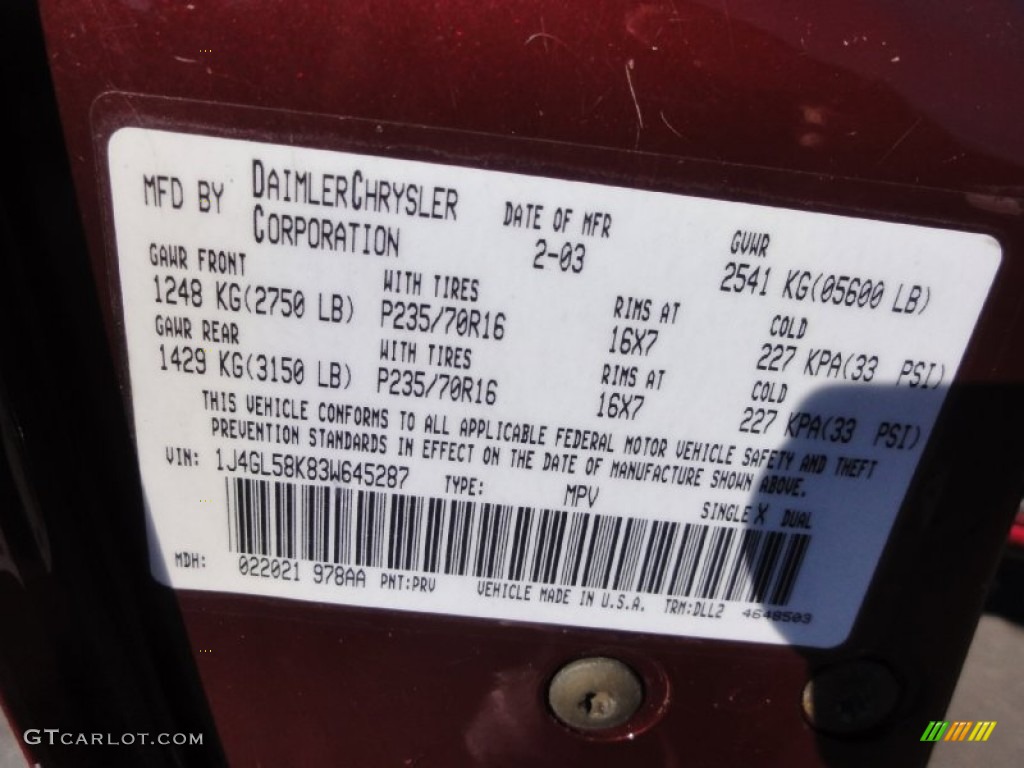 MFD BY DAIMLERCHRYSLER CORPORATION DATE OF MFR 2-03 GVWR 2541 KG(05600 LB)
GAWR FRONT WITH TIRES RIMS AT COLD
1248 KG(2750 LB) P235/70R16 16X7 227 KPA(33 PSI)
GAWR REAR WITH TIRES RIMS AT COLD
1429 KG(3150 LB) P235/70R16 16X7 227 KPA(33 PSI)
THIS VEHICLE CONFORMS TO ALL APPLICABLE FEDERAL MOTOR VEHICLE SAFETY AND THEFT
PREVENTION STANDARDS IN EFFECT ON THE DATE OF MANUFACTURE SHOWN ABOVE.
VIN: 1J4GL58K83W645287 TYPE: MPV SINGLE X DUAL
MDH: 022021 978AA PNT:PRV VEHICLE MADE IN U.S.A. TRM:DLL2 4648503
GTCARLOT.COM